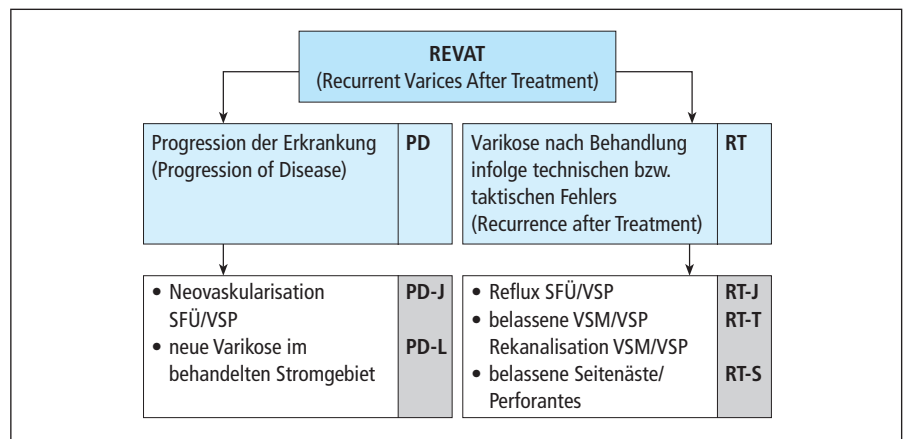 REVAT
(Recurrent Varices After Treatment)
Progression der Erkrankung
(Progression of Disease)
PD
Varikose nach Behandlung
infolge technischen bzw.
taktischen Fehlers
(Recurrence after Treatment)
RT
• Neovaskularisation PD-J
SFÜ/VSP
• neue Varikose im PD-L
behandelten Stromgebiet
• Reflux SFÜ/VSP RT-J
• belassene VSM/VSP RT-T
Rekanalisation VSM/VSP
• belassene Seitenäste/ RT-S
Perforantes